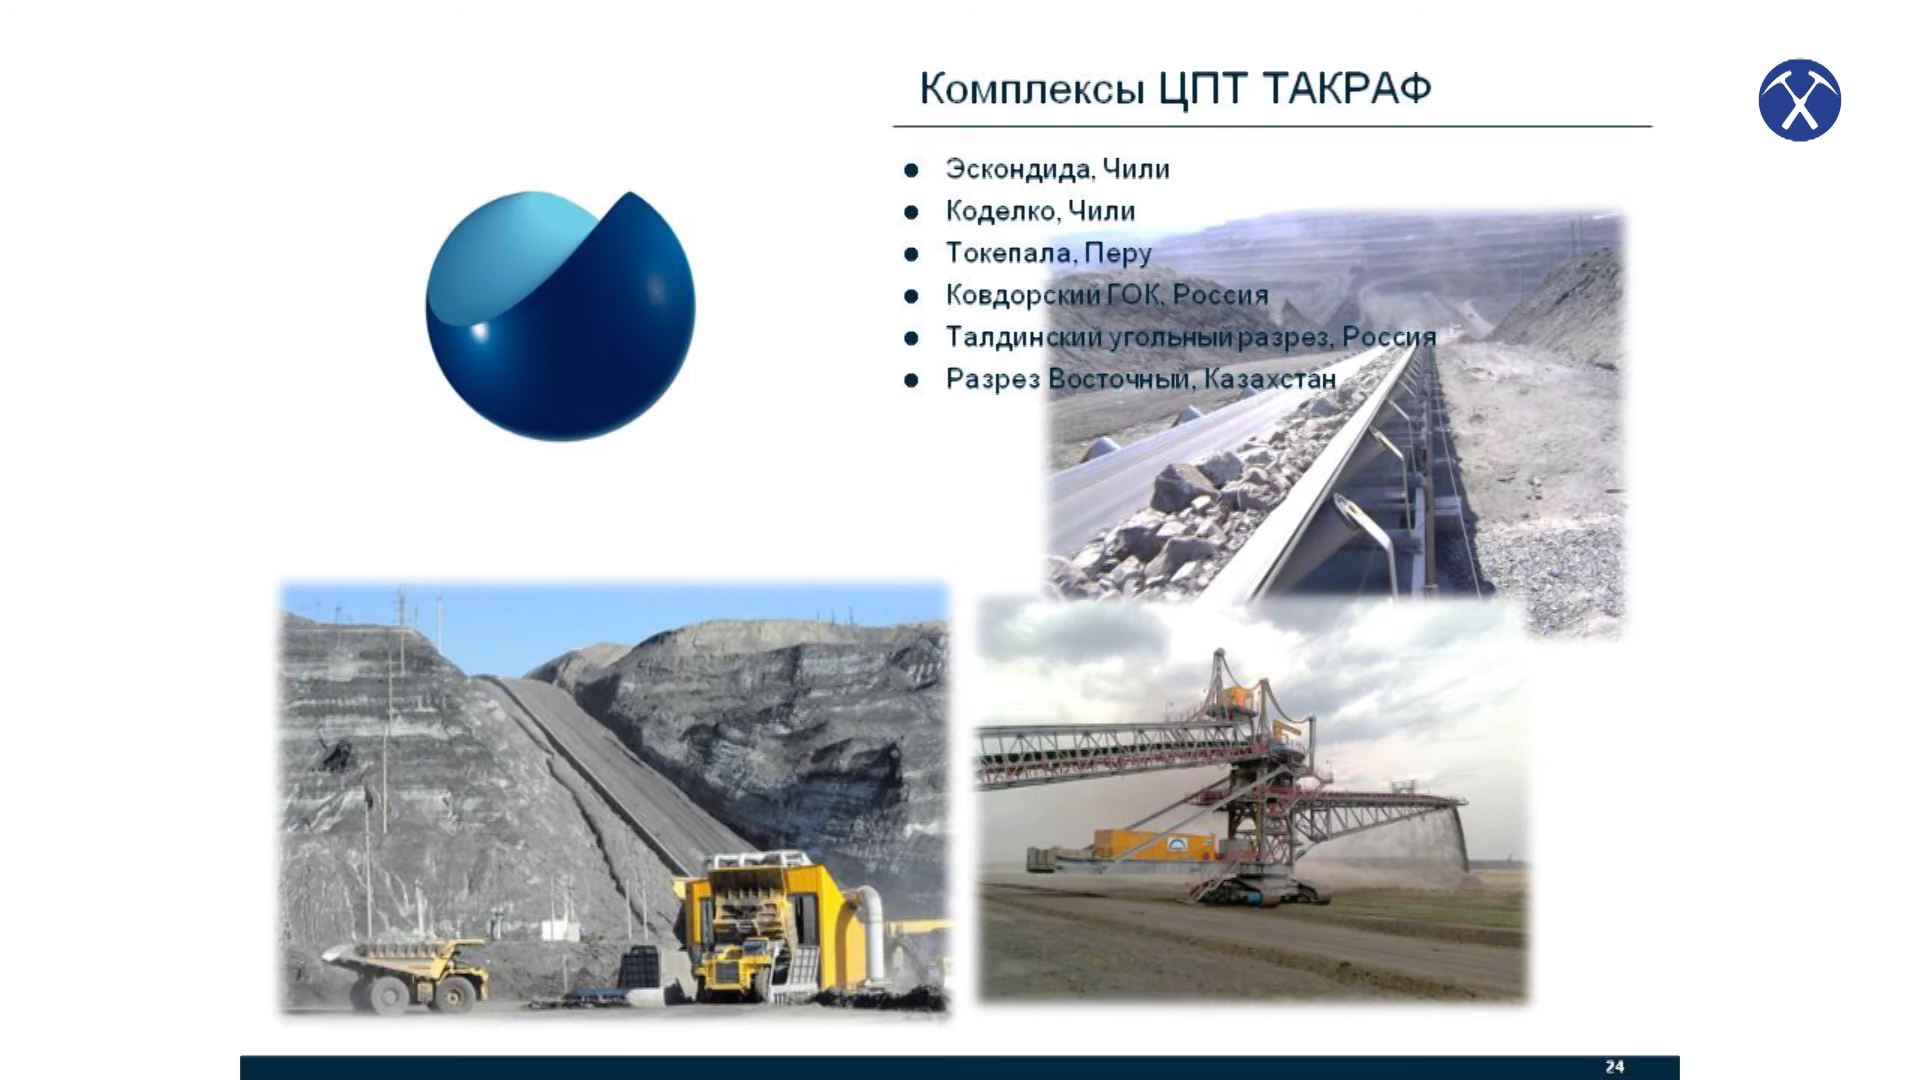 Комплексы ЦПТ ТАКРАФ
Эскондида, Чили
Коделко, Чили
Токепала, Перу
Ковдорский ГОК, Россия
Талдинский угольный разрез, Россия
Разрез Восточный, Казахстан
24